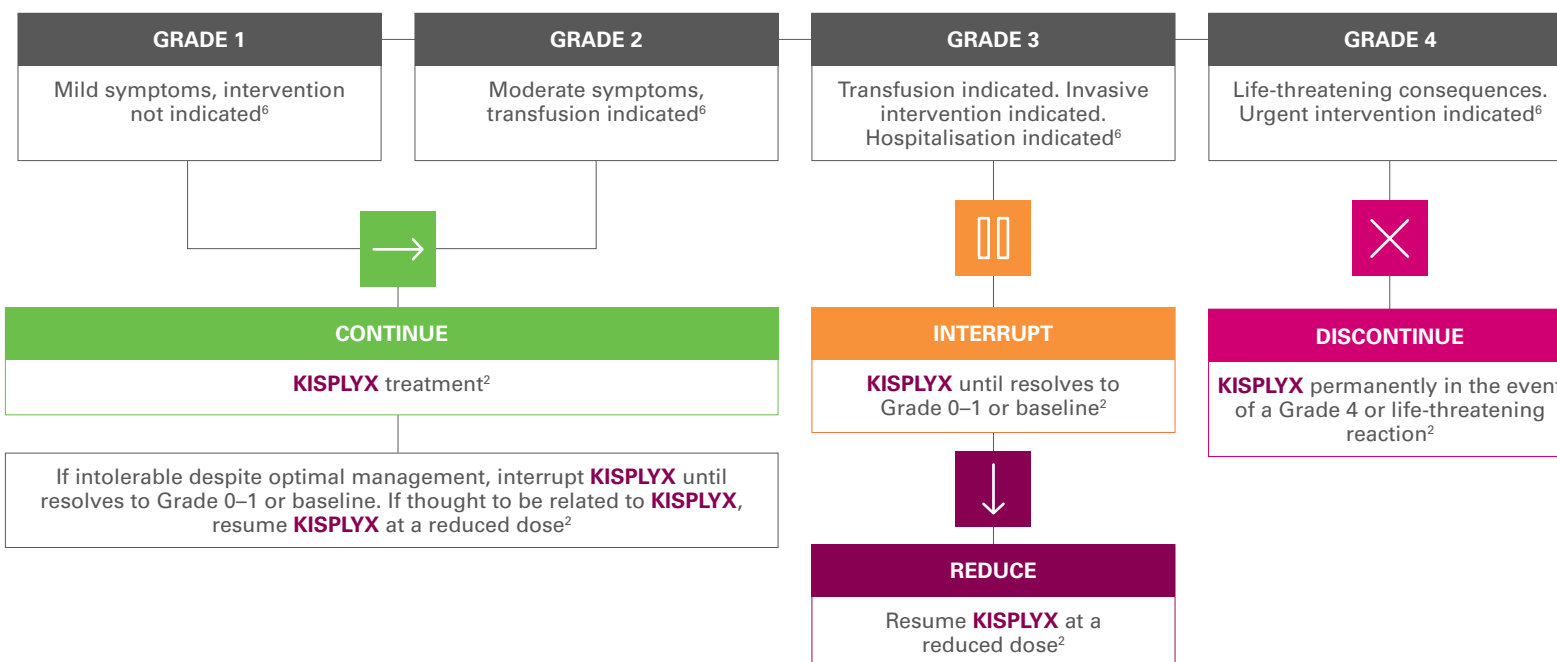 GRADE 1
Mild symptoms, intervention
not indicated⁶
GRADE 2
Moderate symptoms,
transfusion indicated⁶
GRADE 3
Transfusion indicated. Invasive
intervention indicated.
Hospitalisation indicated⁶
GRADE 4
Life-threatening consequences.
Urgent intervention indicated⁶
CONTINUE
KISPLYX treatment²
If intolerable despite optimal management, interrupt KISPLYX until
resolves to Grade 0–1 or baseline. If thought to be related to KISPLYX,
resume KISPLYX at a reduced dose²
INTERRUPT
KISPLYX until resolves to
Grade 0–1 or baseline²
REDUCE
Resume KISPLYX at a
reduced dose²
DISCONTINUE
KISPLYX permanently in the event
of a Grade 4 or life-threatening
reaction²